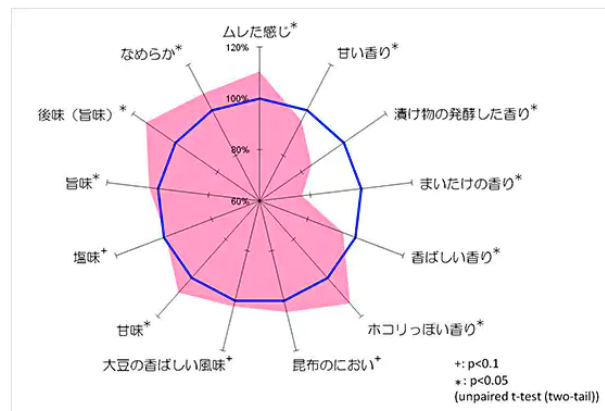 ムレた感じ*
120%
なめらか*
甘い香り*
後味（旨味）*
100%
漬け物の発酵した香り*
80%
旨味*
まいたけの香り*
60%
塩味+
香ばしい香り*
甘味*
ホコリっぽい香り*
大豆の香ばしい風味+
昆布のにおい+
+: p<0.1
*: p<0.05
(unpaired t-test (two-tail))